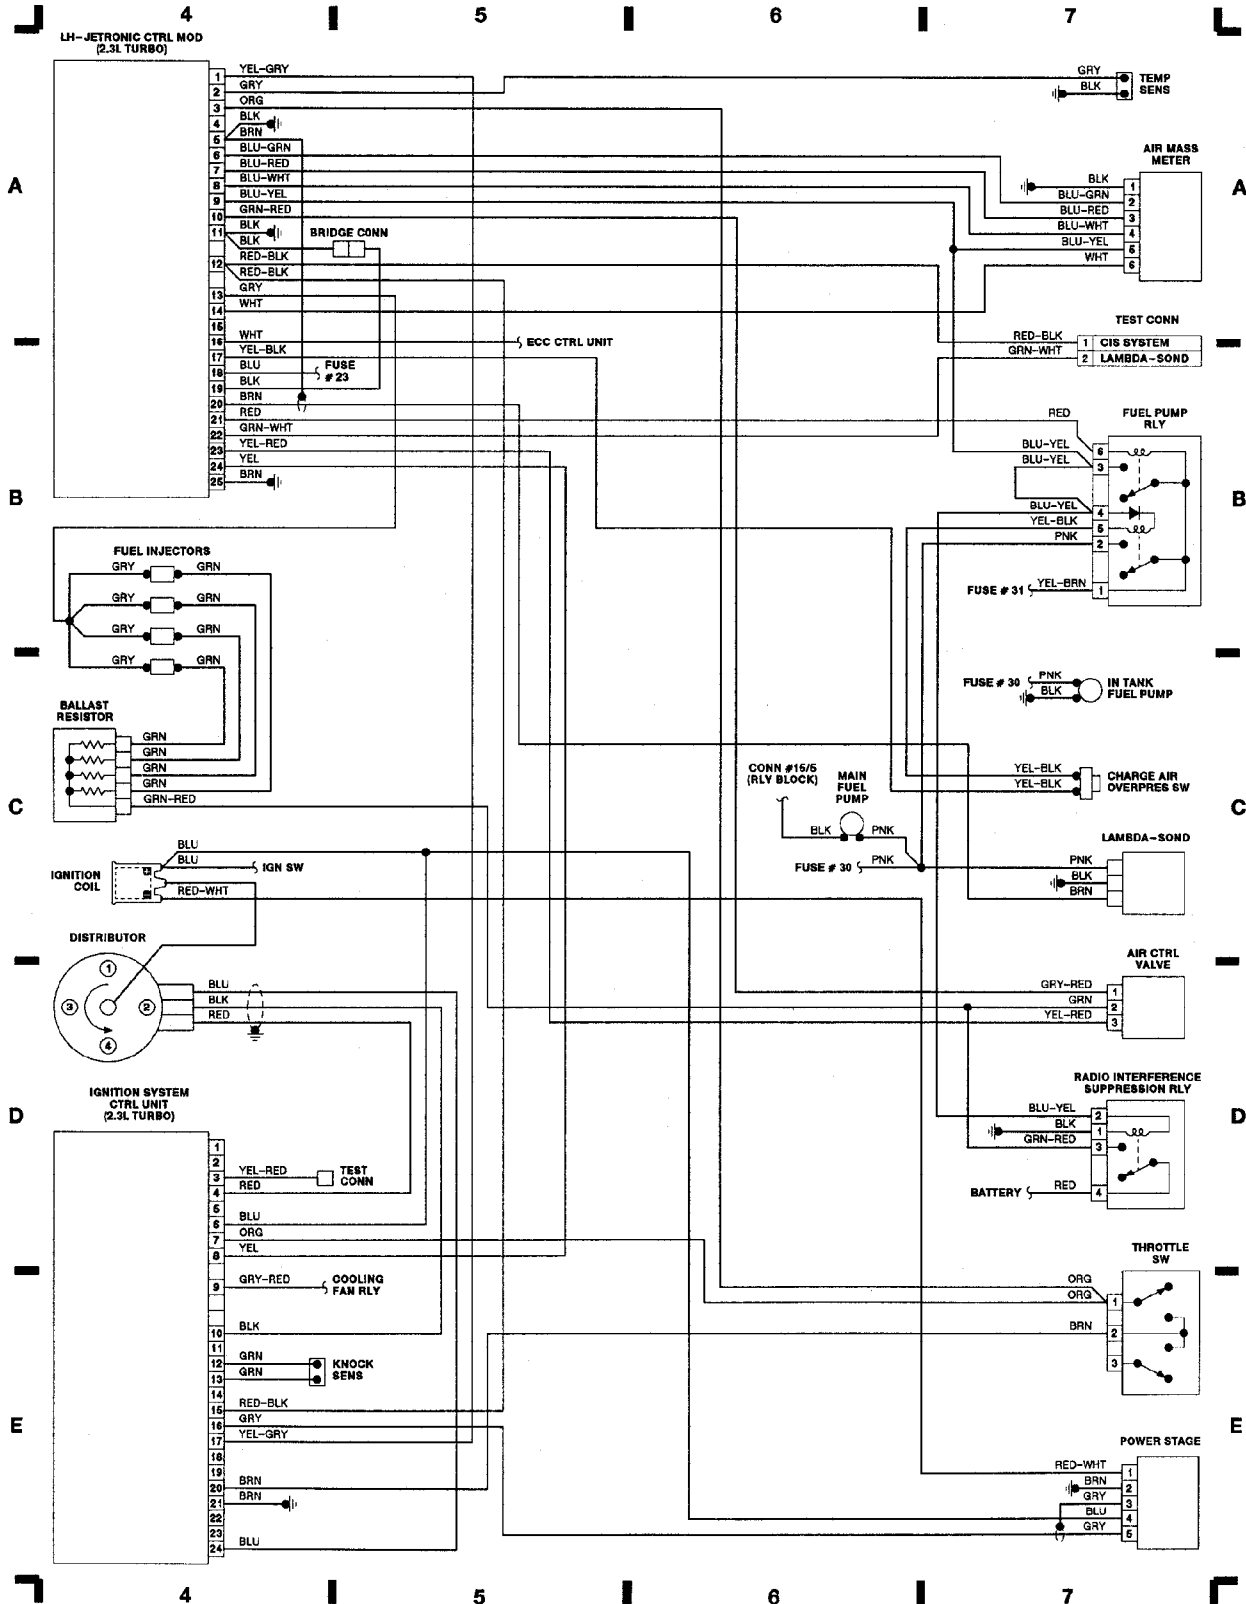 4 5 6 7
LH-JETRONIC CTRL MOD
(2.3L TURBO)
1 YEL-GRY
2 GRY
3 ORG
4 BLK
5 BRN
6 BLU-GRN
7 BLU-RED
8 BLU-WHT
9 BLU-YEL
10 GRN-RED
11 BLK
BLK
BRIDGE CONN
12 RED-BLK
RED-BLK
13 GRY
14 WHT
15
16 WHT
ECC CTRL UNIT
17 YEL-BLK
18 BLU
FUSE
# 23
19 BLK
20 BRN
21 RED
22 GRN-WHT
23 YEL-RED
24 YEL
25 BRN
A
B
C
D
E
GRY
BLK
TEMP
SENS
AIR MASS
METER
BLK 1
BLU-GRN 2
BLU-RED 3
BLU-WHT 4
BLU-YEL 5
WHT 6
A
TEST CONN
RED-BLK 1 CIS SYSTEM
GRN-WHT 2 LAMBDA-SOND
FUEL PUMP
RLY
RED
6
BLU-YEL
BLU-YEL 3
BLU-YEL 4
YEL-BLK 5
PNK 2
FUSE # 31 YEL-BRN 1
B
FUEL INJECTORS
GRY GRN
GRY GRN
GRY GRN
GRY GRN
BALLAST
RESISTOR
GRN
GRN
GRN
GRN
GRN-RED
FUSE # 30 PNK
BLK
IN TANK
FUEL PUMP
YEL-BLK
YEL-BLK
CHARGE AIR
OVERPRES SW
C
CONN #15/5
(RLY BLOCK)
MAIN
FUEL
PUMP
BLK PNK
FUSE # 30 PNK
LAMBDA-SOND
PNK
BLK
BRN
IGNITION
COIL
BLU
BLU IGN SW
RED-WHT
DISTRIBUTOR
1
3 2
4
BLU
BLK
RED
AIR CTRL
VALVE
GRY-RED 1
GRN 2
YEL-RED 3
RADIO INTERFERENCE
SUPPRESSION RLY
BLU-YEL 2
BLK 1
GRN-RED 3
BATTERY RED 4
D
IGNITION SYSTEM
CTRL UNIT
(2.3L TURBO)
1
2
3 YEL-RED
TEST
CONN
4 RED
5
6 BLU
7 ORG
8 YEL
9 GRY-RED
COOLING
FAN RLY
10 BLK
11
12 GRN
13 GRN
KNOCK
SENS
14
15 RED-BLK
16 GRY
17 YEL-GRY
18
19
20 BRN
21 BRN
22
23
24 BLU
THROTTLE
SW
ORG
ORG 1
BRN 2
3
E
POWER STAGE
RED-WHT 1
BRN 2
GRY 3
BLU 4
GRY 5
4 5 6 7